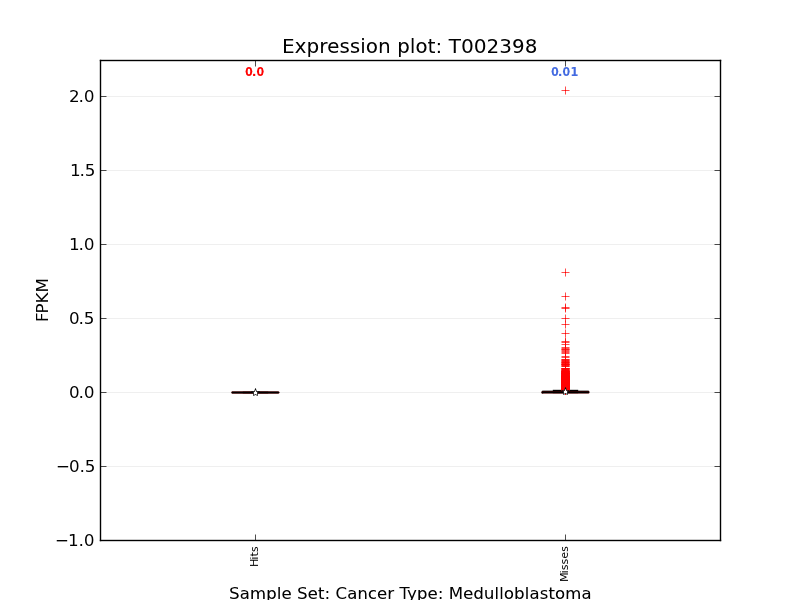 Expression plot: T002398
0.0
0.01
2.0
1.5
1.0
0.5
0.0
−0.5
−1.0
FPKM
Hits
Misses
Sample Set: Cancer Type: Medulloblastoma